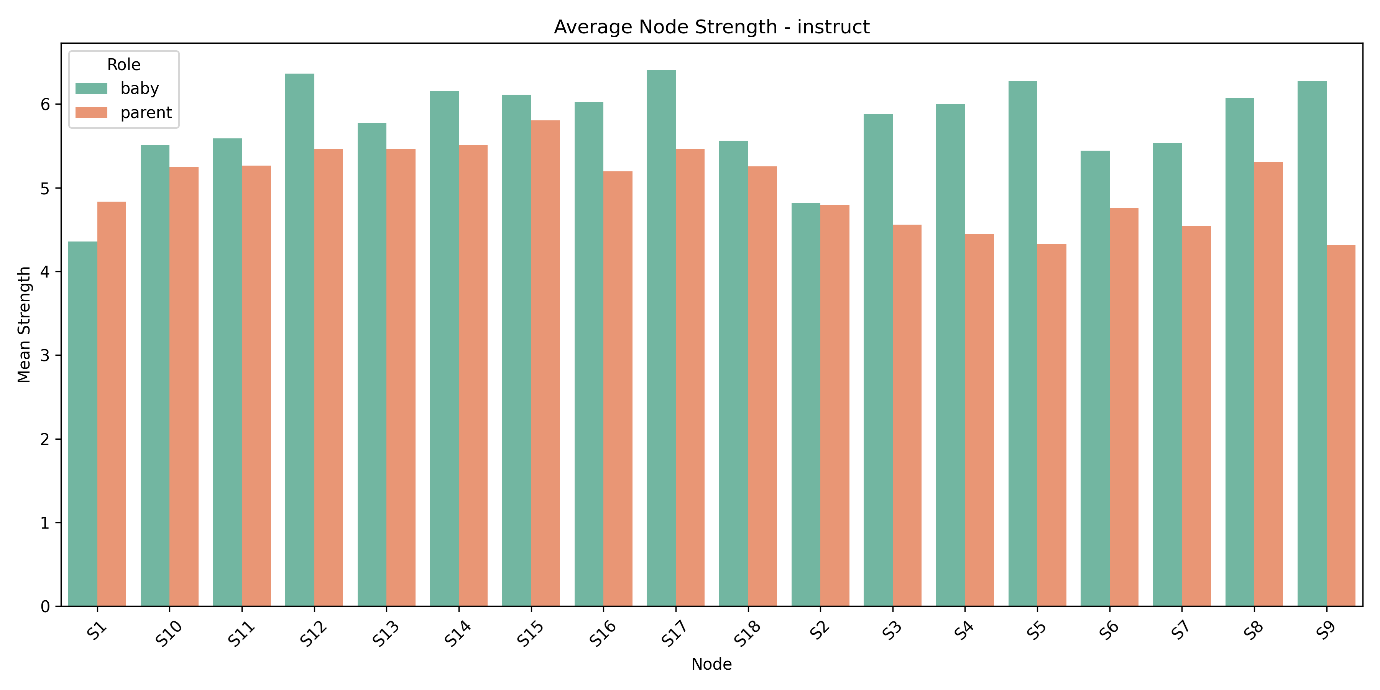 Average Node Strength - instruct
Role
baby
parent
Mean Strength
6
5
4
3
2
1
0
S1 S10 S11 S12 S13 S14 S15 S16 S17 S18 S2 S3 S4 S5 S6 S7 S8 S9
Node